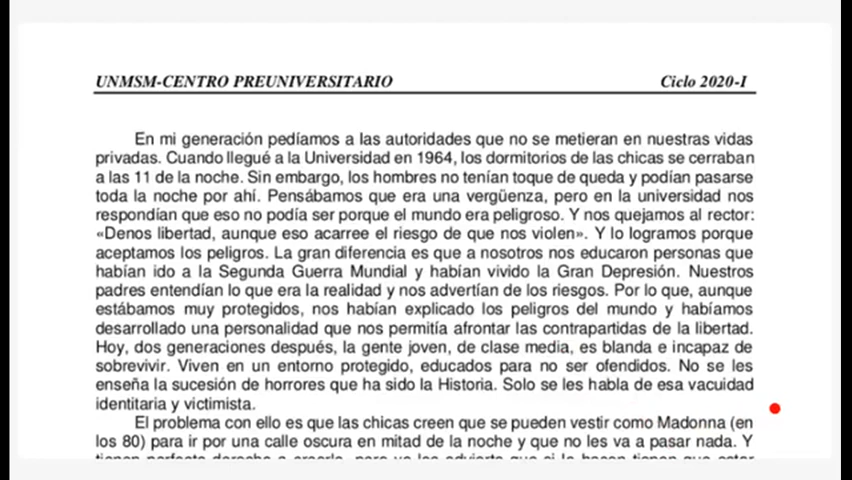 UNMSM-CENTRO PREUNIVERSITARIO Ciclo 2020-I
En mi generación pedíamos a las autoridades que no se metieran en nuestras vidas
privadas. Cuando llegué a la Universidad en 1964, los dormitorios de las chicas se cerraban
a las 11 de la noche. Sin embargo, los hombres no tenían toque de queda y podían pasarse
toda la noche por ahí. Pensábamos que era una vergüenza, pero en la universidad nos
respondían que eso no podía ser porque el mundo era peligroso. Y nos quejamos al rector:
«Denos libertad, aunque eso acarree el riesgo de que nos violen». Y lo logramos porque
aceptamos los peligros. La gran diferencia es que a nosotros nos educaron personas que
habían ido a la Segunda Guerra Mundial y habían vivido la Gran Depresión. Nuestros
padres entendían lo que era la realidad y nos advertían de los riesgos. Por lo que, aunque
estábamos muy protegidos, nos habían explicado los peligros del mundo y habíamos
desarrollado una personalidad que nos permitía afrontar las contrapartidas de la libertad.
Hoy, dos generaciones después, la gente joven, de clase media, es blanda e incapaz de
sobrevivir. Viven en un entorno protegido, educados para no ser ofendidos. No se les
enseña la sucesión de horrores que ha sido la Historia. Solo se les habla de esa vacuidad
identitaria y victimista.
El problema con ello es que las chicas creen que se pueden vestir como Madonna (en
los 80) para ir por una calle oscura en mitad de la noche y que no les va a pasar nada. Y